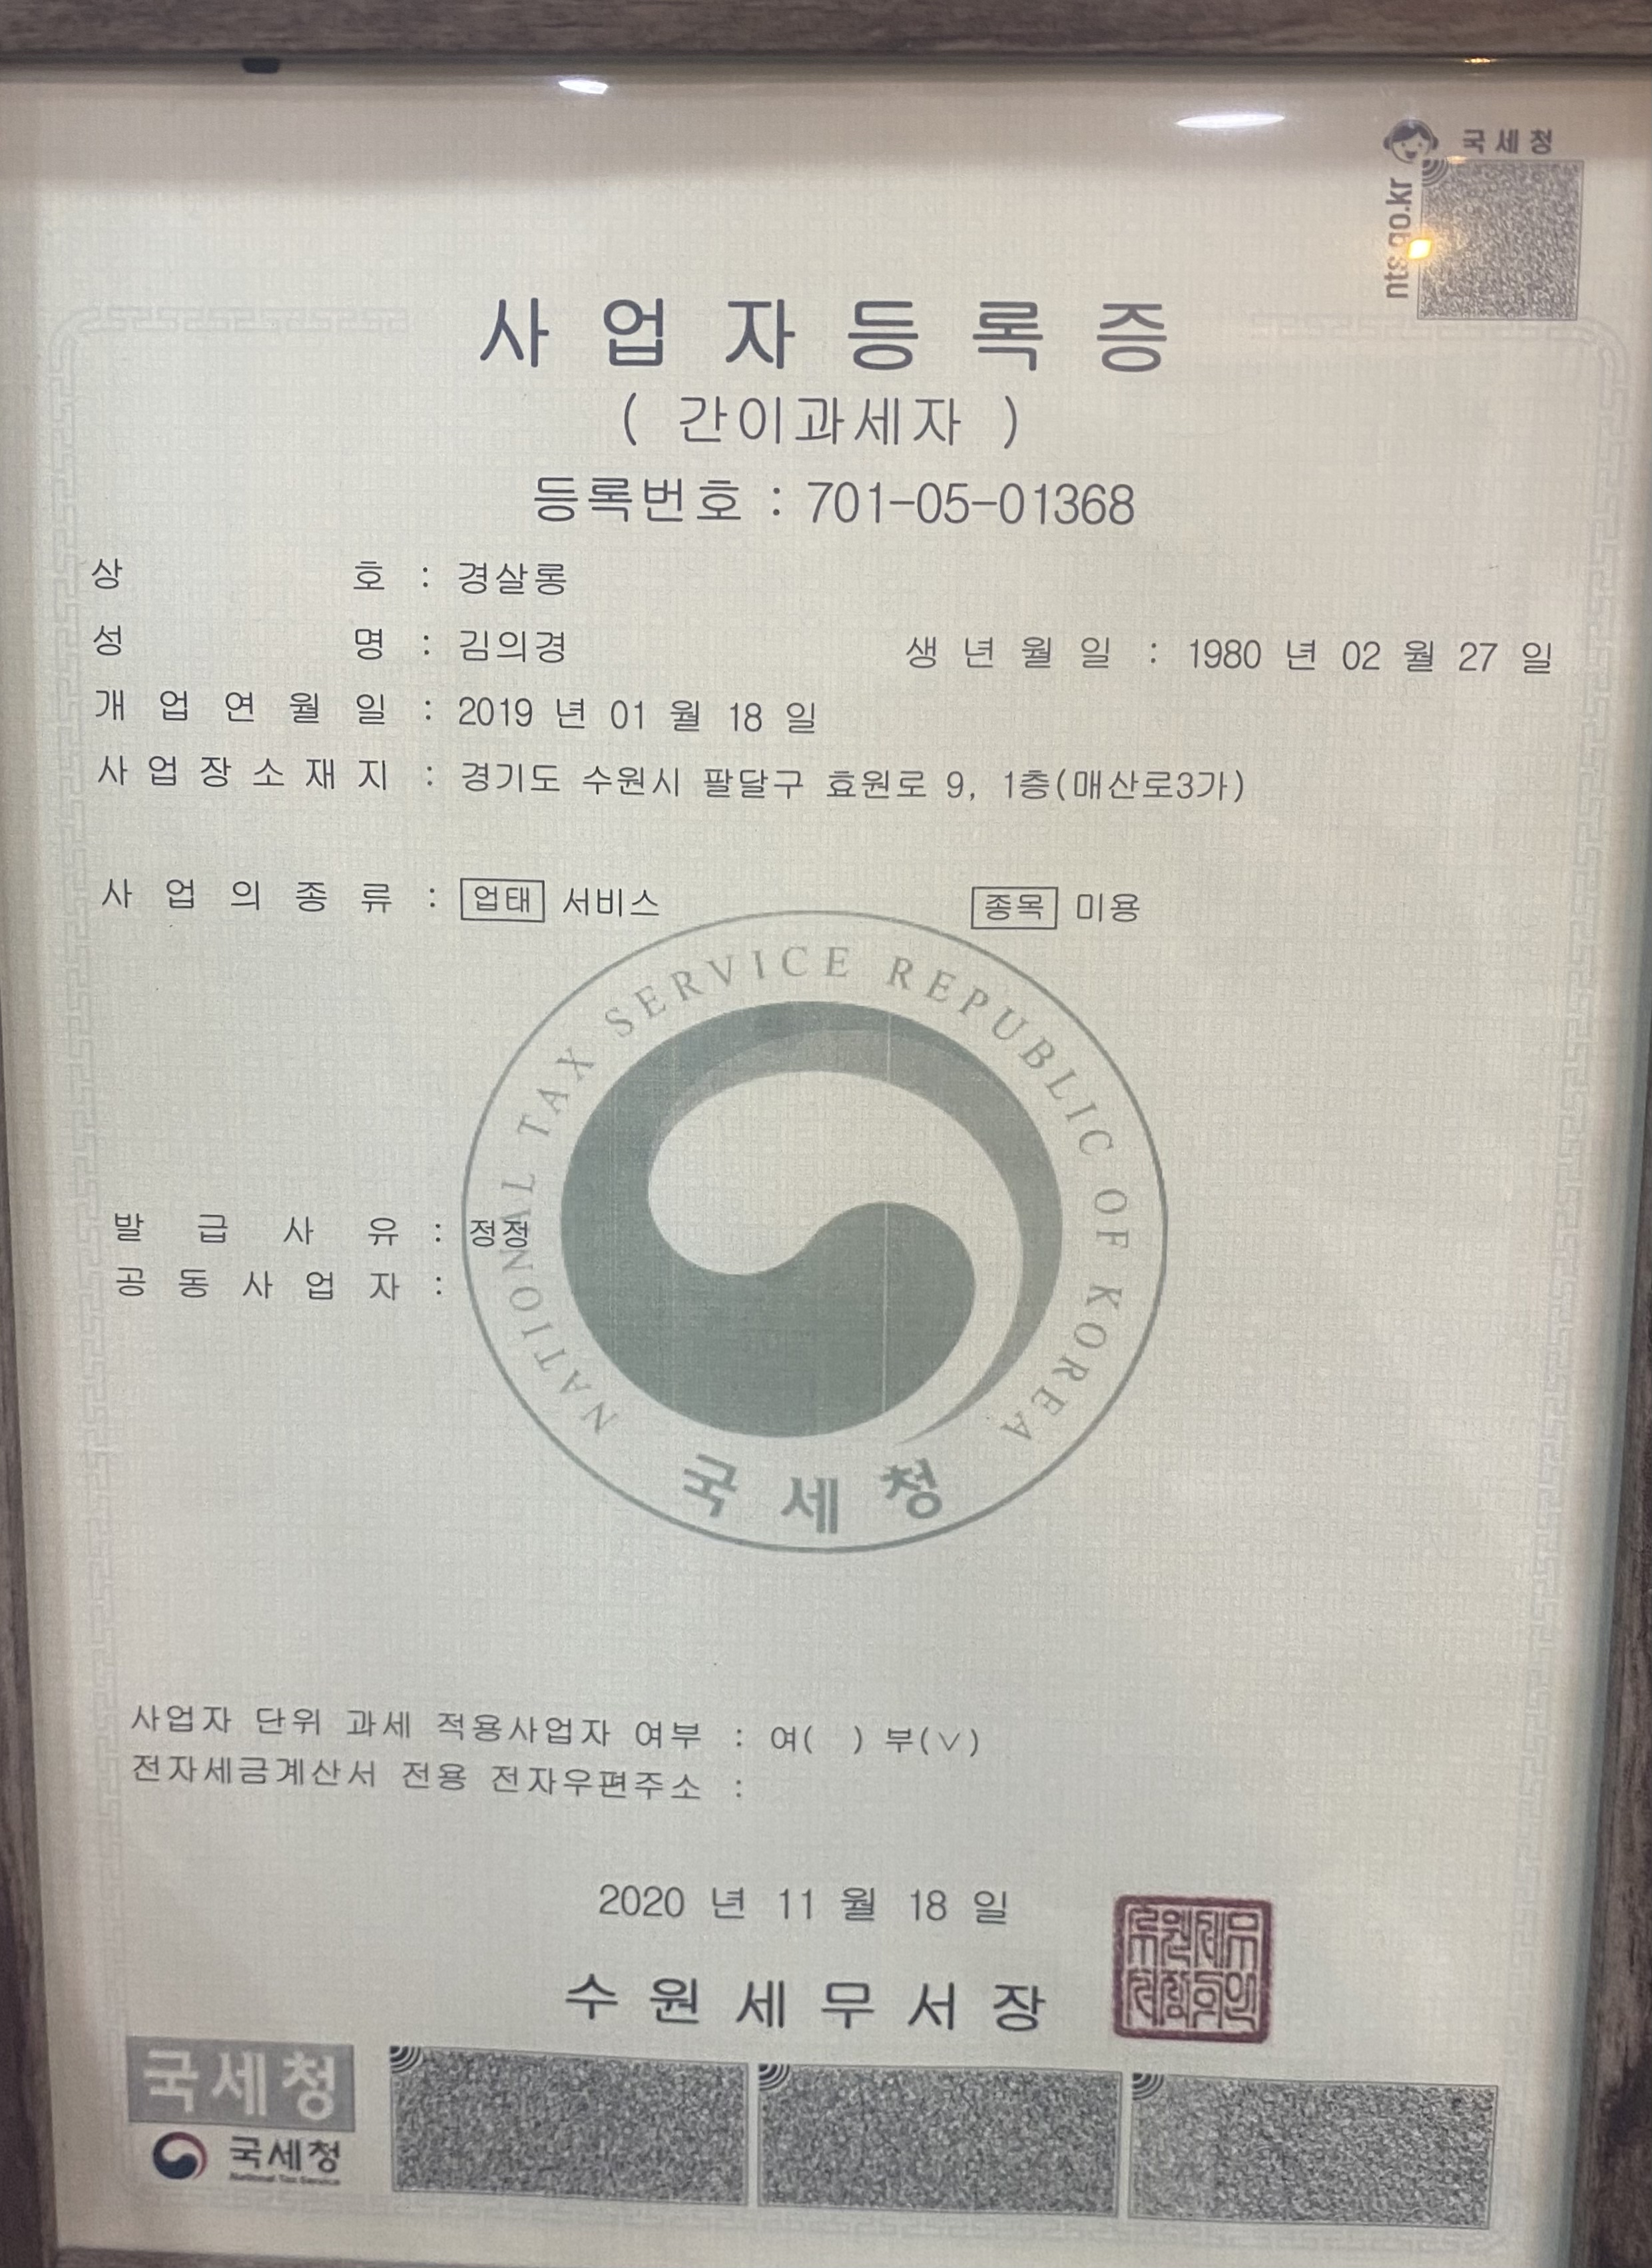 국세청
nts.go.kr
사업자등록증
( 간이과세자 )
등록번호 : 701-05-01368
상 호 : 경살롱
성 명 : 김의경 생년월일 : 1980 년 02 월 27 일
개업연월일 : 2019 년 01 월 18 일
사업장소재지 : 경기도 수원시 팔달구 효원로 9, 1층(매산로3가)
사업의종류 : 업태 서비스 종목 미용
NATIONAL TAX SERVICE REPUBLIC OF KOREA
발급사유 : 정정
공동사업자 :
국세청
사업자 단위 과세 적용사업자 여부 : 여( ) 부(∨)
전자세금계산서 전용 전자우편주소 :
2020 년 11 월 18 일
수원세무서장
국세청
국세청
National Tax Service